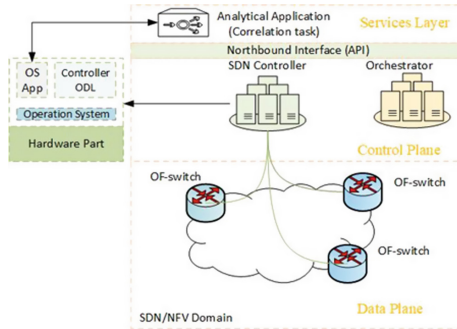 Analytical Application
(Correlation task)
Services Layer
Northbound Interface (API)
SDN Controller
Orchestrator
OS
App
Controller
ODL
Operation System
Hardware Part
Control Plane
OF-switch
OF-switch
OF-switch
SDN/NFV Domain
Data Plane